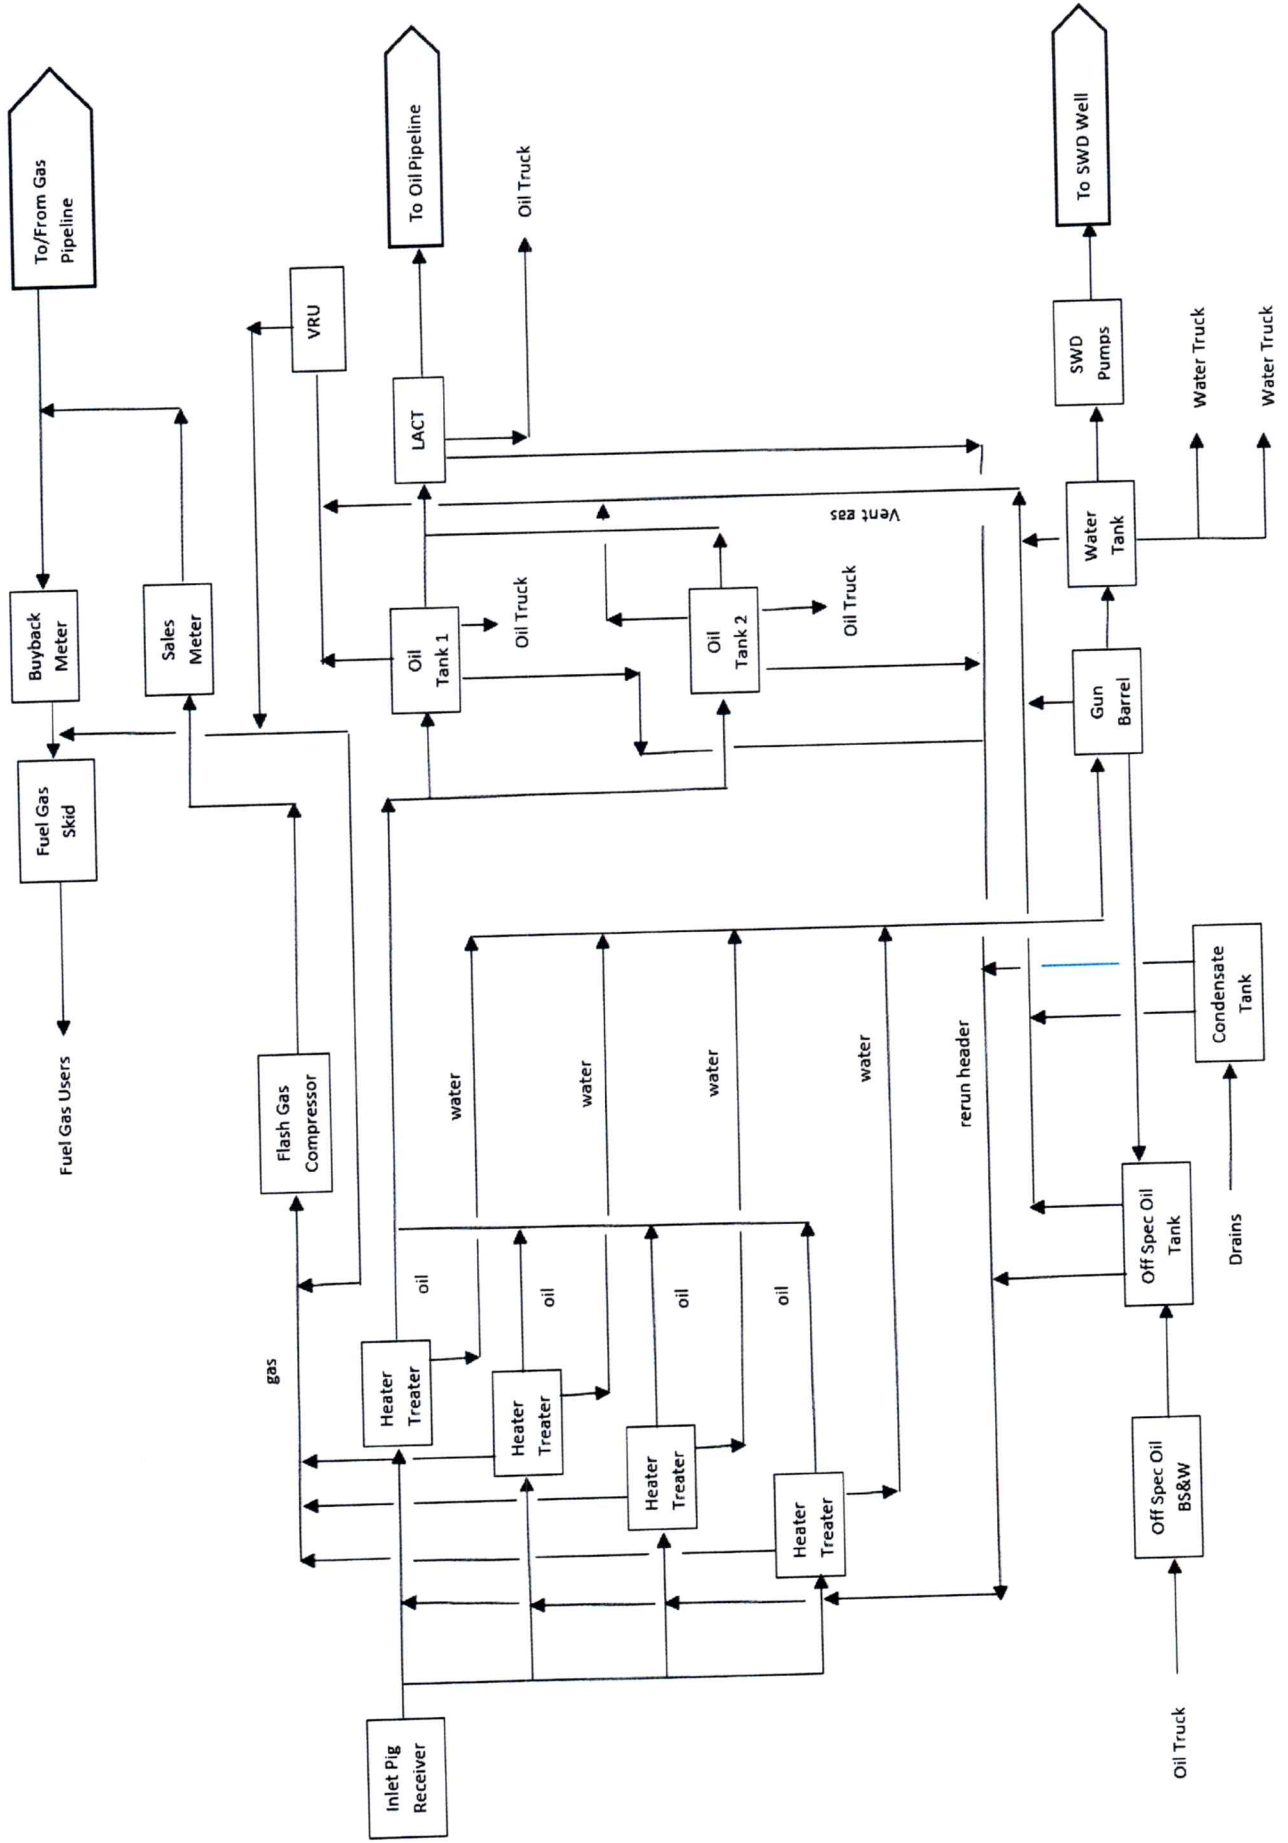 To/From Gas
Pipeline
Buyback
Meter
Fuel Gas
Skid
Fuel Gas Users
Sales
Meter
VRU
Flash Gas
Compressor
gas
To Oil Pipeline
LACT
Oil Truck
Oil
Tank 1
Oil Truck
Oil
Tank 2
Oil Truck
Vent gas
Inlet Pig
Receiver
Heater
Treater
oil
water
Heater
Treater
oil
water
Heater
Treater
oil
water
Heater
Treater
oil
water
rerun header
To SWD Well
SWD
Pumps
Water
Tank
Water Truck
Water Truck
Gun
Barrel
Condensate
Tank
Drains
Off Spec Oil
Tank
Off Spec Oil
BS&W
Oil Truck